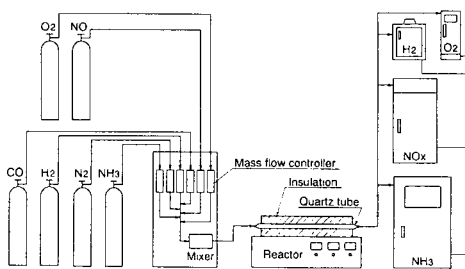 O2 NO
H2 O2
NOx
Mass flow controller
CO H2 N2 NH3
Insulation
Quartz tube
Mixer
Reactor
NH3